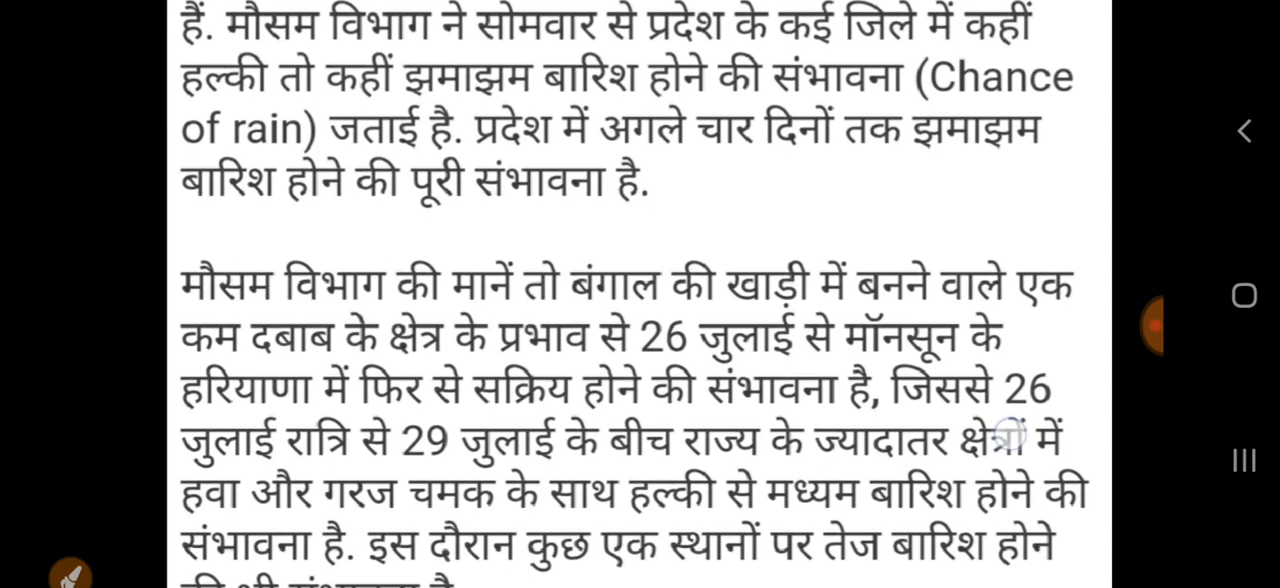 हैं. मौसम विभाग ने सोमवार से प्रदेश के कई जिले में कहीं
हल्की तो कहीं झमाझम बारिश होने की संभावना (Chance
of rain) जताई है. प्रदेश में अगले चार दिनों तक झमाझम
बारिश होने की पूरी संभावना है.
मौसम विभाग की मानें तो बंगाल की खाड़ी में बनने वाले एक
कम दबाब के क्षेत्र के प्रभाव से 26 जुलाई से मॉनसून के
हरियाणा में फिर से सक्रिय होने की संभावना है, जिससे 26
जुलाई रात्रि से 29 जुलाई के बीच राज्य के ज्यादातर क्षेत्रों में
हवा और गरज चमक के साथ हल्की से मध्यम बारिश होने की
संभावना है. इस दौरान कुछ एक स्थानों पर तेज बारिश होने